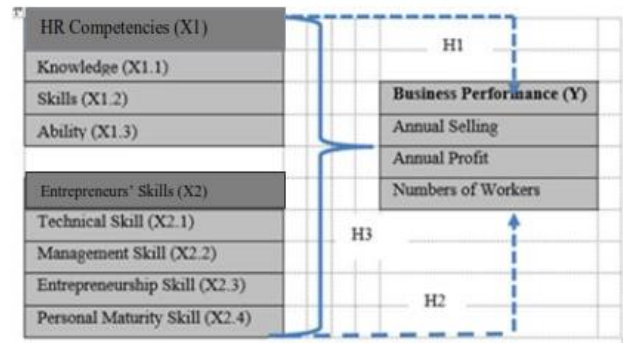 HR Competencies (X1)
Knowledge (X1.1)
Skills (X1.2)
Ability (X1.3)
Entrepreneurs' Skills (X2)
Technical Skill (X2.1)
Management Skill (X2.2)
Entrepreneurship Skill (X2.3)
Personal Maturity Skill (X2.4)
H1
Business Performance (Y)
Annual Selling
Annual Profit
Numbers of Workers
H3
H2